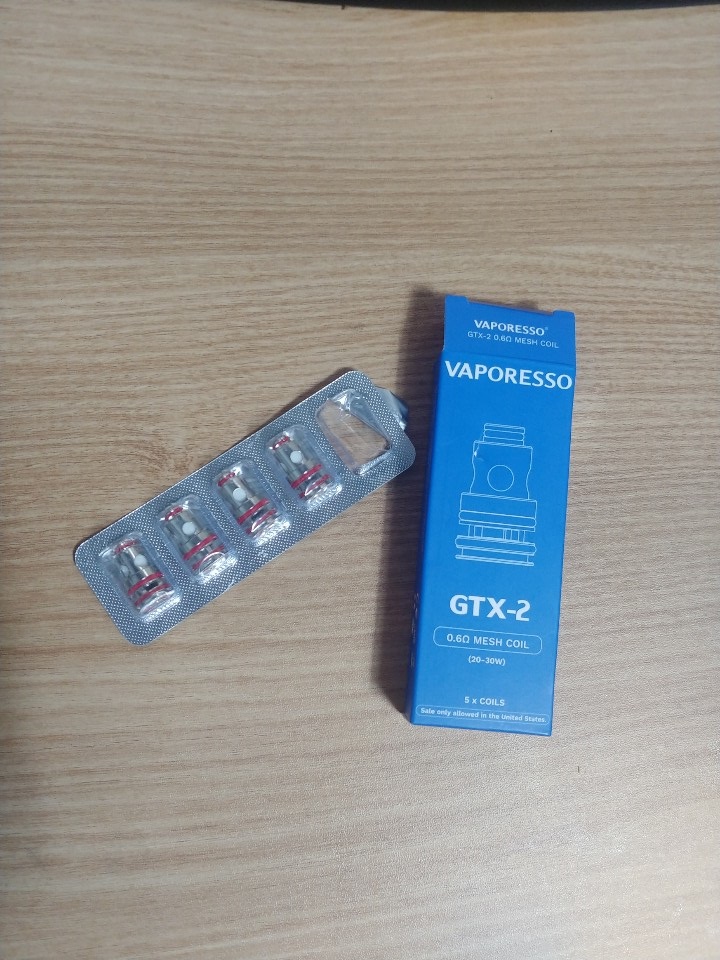 VAPORESSO®
GTX-2 0.6Ω MESH COIL
VAPORESSO
GTX-2
0.6Ω MESH COIL
(20-30W)
5 x COILS
Sale only allowed in the United States